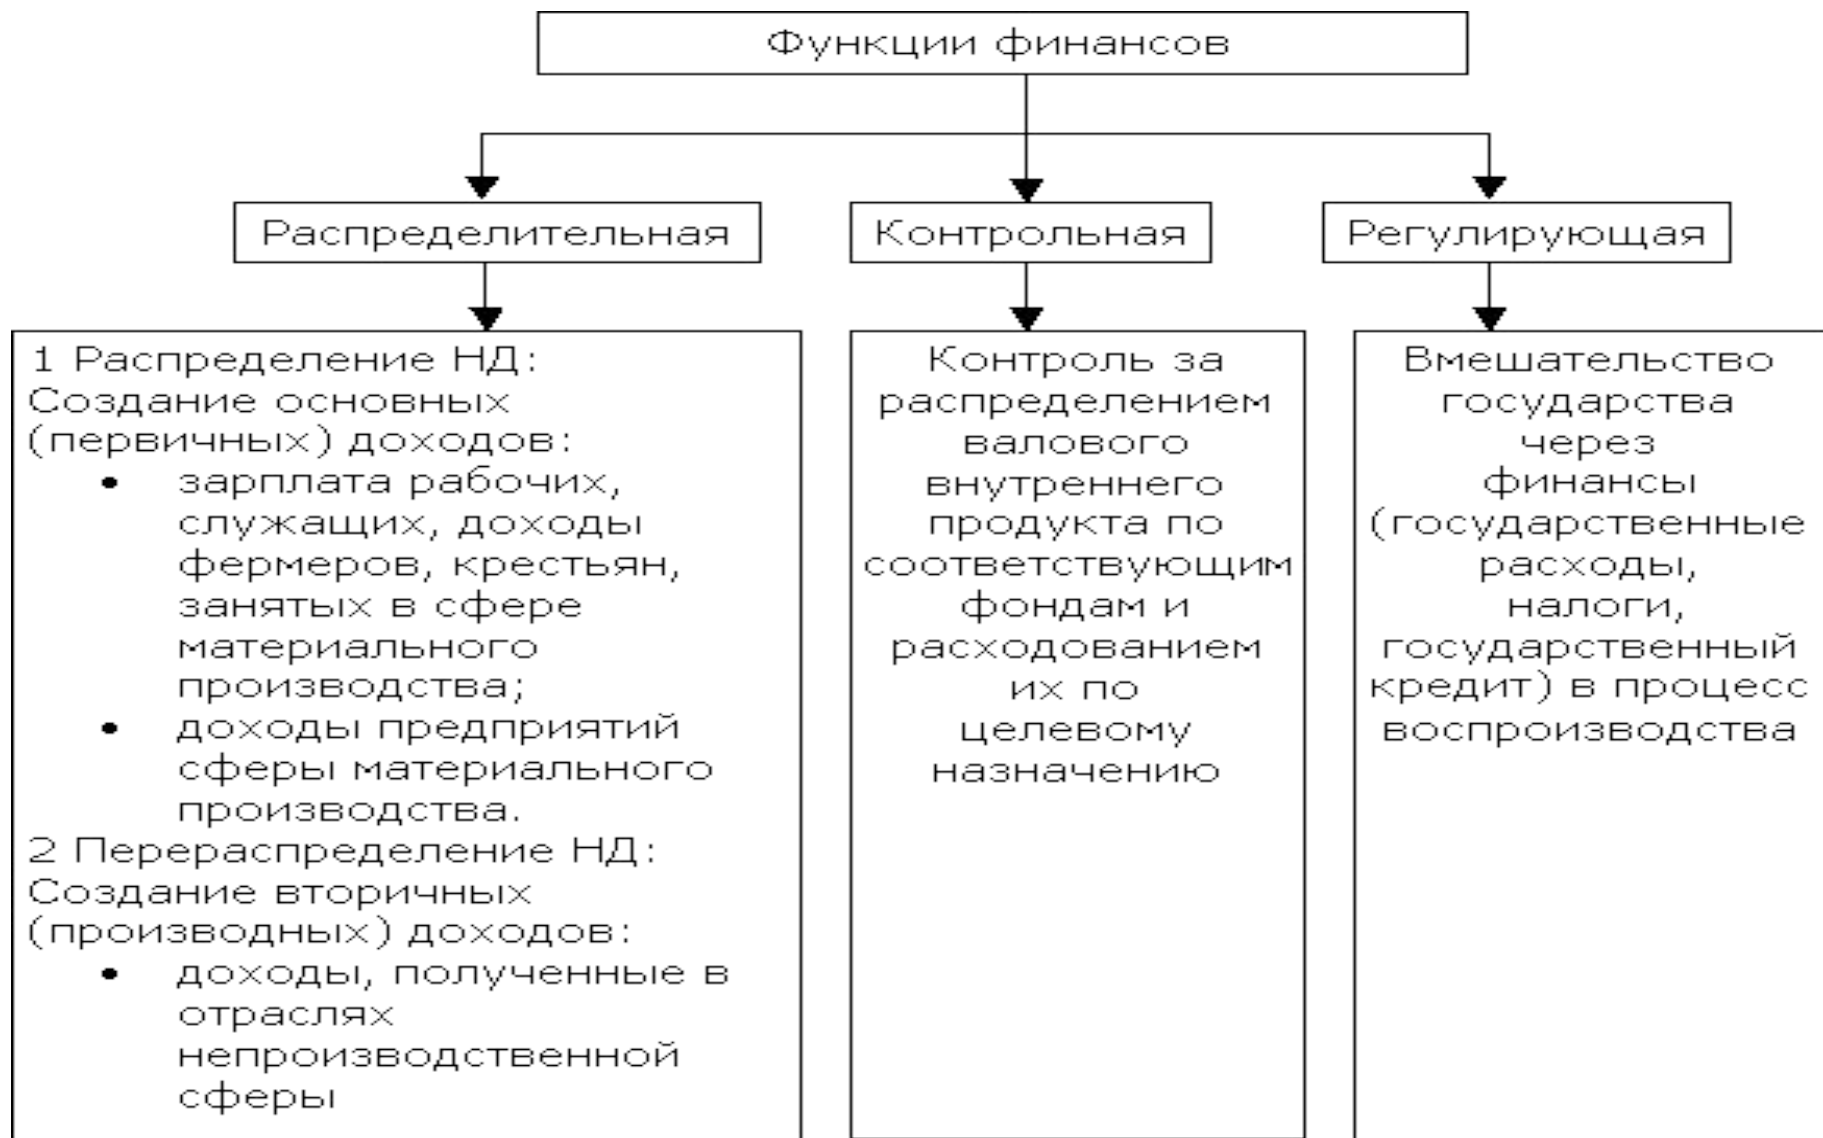 Функции финансов
Распределительная
Контрольная
Регулирующая
1 Распределение НД:
Создание основных
(первичных) доходов:
• зарплата рабочих,
служащих, доходы
фермеров, крестьян,
занятых в сфере
материального
производства;
• доходы предприятий
сферы материального
производства.
2 Перераспределение НД:
Создание вторичных
(производных) доходов:
• доходы, полученные в
отраслях
непроизводственной
сферы
Контроль за
распределением
валового
внутреннего
продукта по
соответствующим
фондам и
расходованием
их по
целевому
назначению
Вмешательство
государства
через
финансы
(государственные
расходы,
налоги,
государственный
кредит) в процесс
воспроизводства